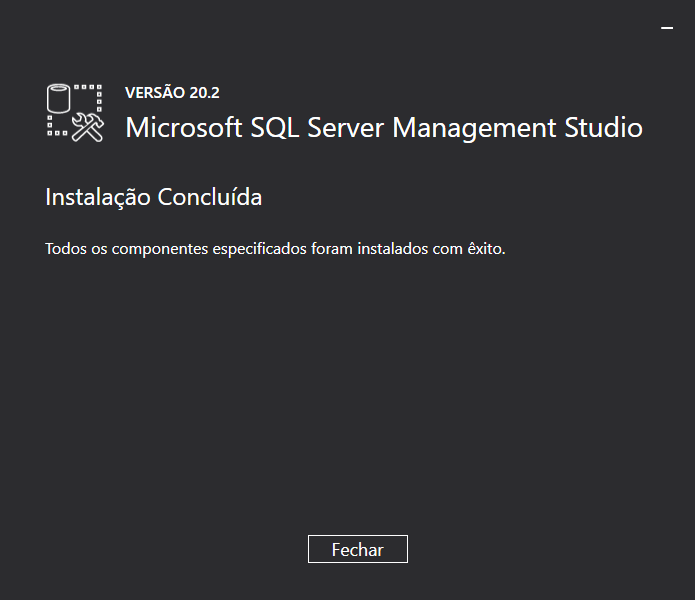 VERSÃO 20.2
Microsoft SQL Server Management Studio
Instalação Concluída
Todos os componentes especificados foram instalados com êxito.
Fechar